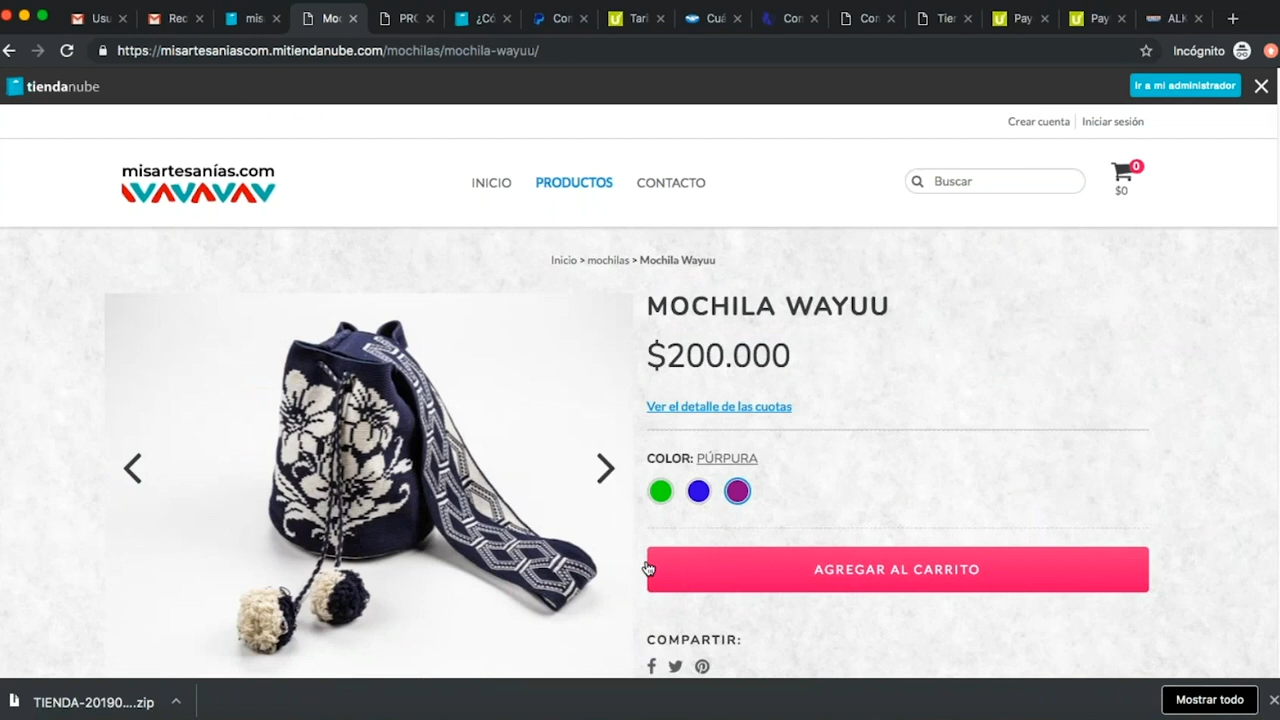 Usu
Rec
mis
Moc
PRO
¿Có
Con
Tari
Cuá
Con
Con
Tien
Pay
Pay
ALK
https://misartesaniascom.mitiendanube.com/mochilas/mochila-wayuu/
Incógnito
tiendanube
Ir a mi administrador
Crear cuenta
Iniciar sesión
misartesanías.com
INICIO
PRODUCTOS
CONTACTO
Buscar
0
$0
Inicio > mochilas > Mochila Wayuu
MOCHILA WAYUU
$200.000
Ver el detalle de las cuotas
COLOR: PÚRPURA
AGREGAR AL CARRITO
COMPARTIR:
TIENDA-20190....zip
Mostrar todo